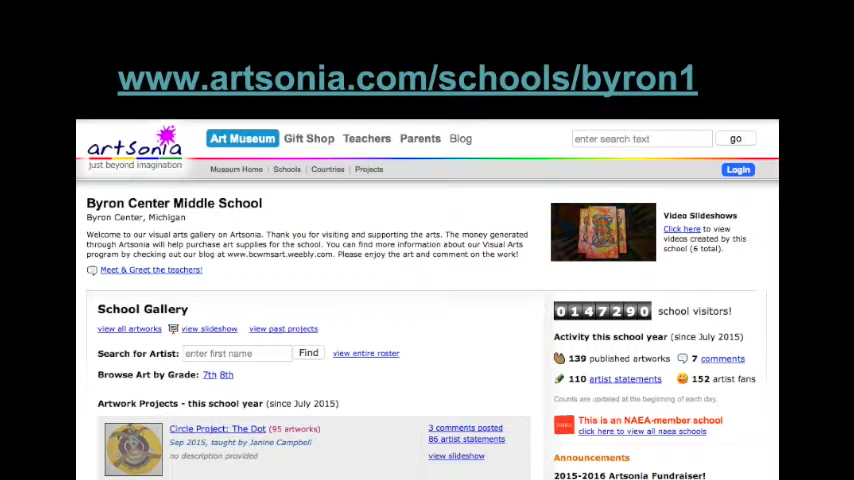 www.artsonia.com/schools/byron1
artsonia
just beyond imagination
Art Museum Gift Shop Teachers Parents Blog
enter search text go
Museum Home | Schools | Countries | Projects
Login
Byron Center Middle School
Byron Center, Michigan
Welcome to our visual arts gallery on Artsonia. Thank you for visiting and supporting the arts. The money generated
through Artsonia will help purchase art supplies for the school. You can find more information about our Visual Arts
program by checking out our blog at www.bcwmsart.weebly.com. Please enjoy the art and comment on the work!
Meet & Greet the teachers!
Video Slideshows
Click here to view
videos created by this
school (6 total).
School Gallery
view all artworks view slideshow view past projects
Search for Artist: enter first name Find view entire roster
Browse Art by Grade: 7th 8th
Artwork Projects - this school year (since July 2015)
Circle Project: The Dot (95 artworks)
Sep 2015, taught by Janine Campbell
no description provided
3 comments posted
86 artist statements
view slideshow
0147290 school visitors!
Activity this school year (since July 2015)
139 published artworks 7 comments
110 artist statements 152 artist fans
Counts are updated at the beginning of each day.
This is an NAEA-member school
click here to view all naea schools
Announcements
2015-2016 Artsonia Fundraiser!